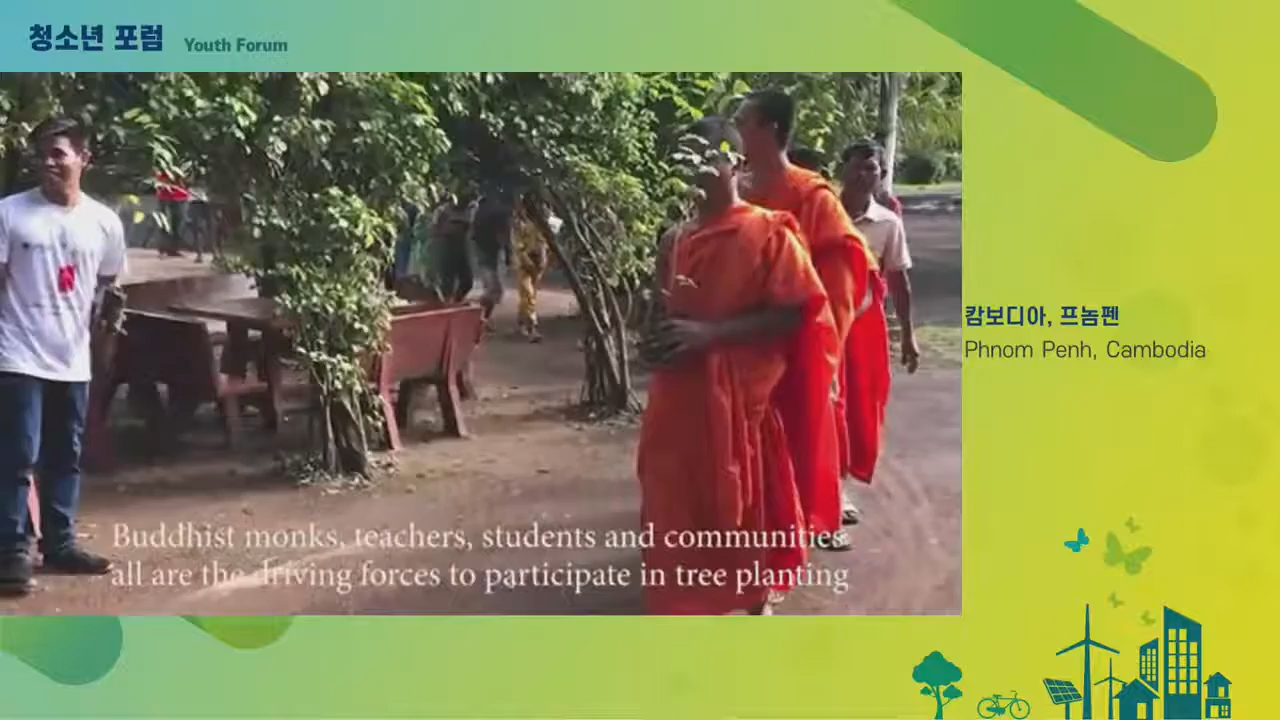 청소년 포럼 Youth Forum
캄보디아, 프놈펜
Phnom Penh, Cambodia
Buddhist monks, teachers, students and communities
all are the driving forces to participate in tree planting